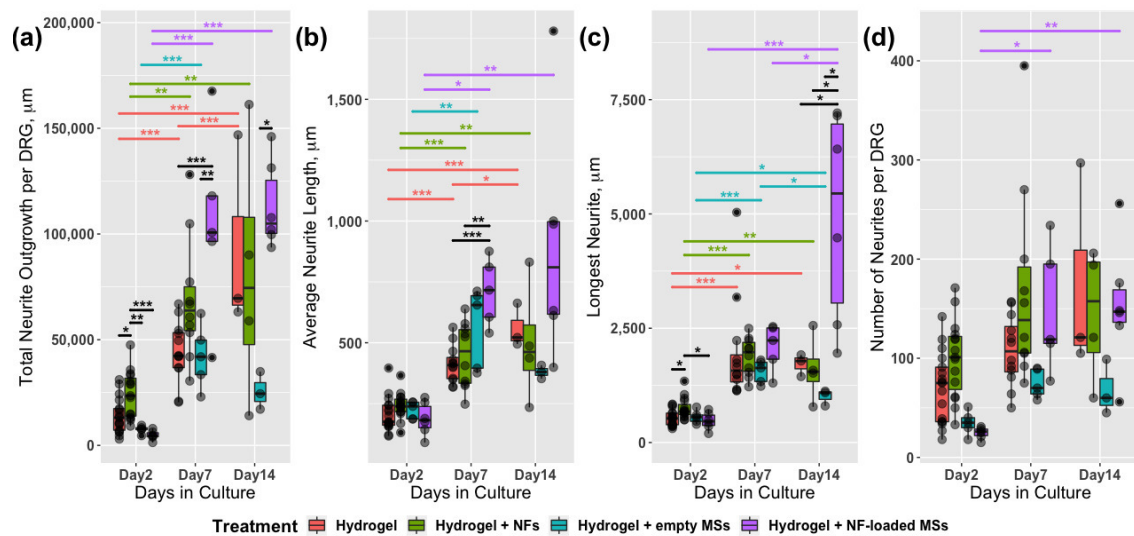 (a)
Total Neurite Outgrowth per DRG, μm
200,000
150,000
100,000
50,000
0
***
***
***
**
**
***
***
***
***
**
*
*
**
***
Day2
Day7
Day14
Days in Culture
(b)
Average Neurite Length, μm
1,500
1,000
500
**
*
**
**
***
***
*
***
**
***
Day2
Day7
Day14
Days in Culture
(c)
Longest Neurite, μm
7,500
5,000
2,500
0
***
*
*
*
*
*
*
***
**
***
*
***
*
*
Day2
Day7
Day14
Days in Culture
(d)
Number of Neurites per DRG
400
300
200
100
0
**
*
Day2
Day7
Day14
Days in Culture
Treatment
Hydrogel
Hydrogel + NFs
Hydrogel + empty MSs
Hydrogel + NF-loaded MSs